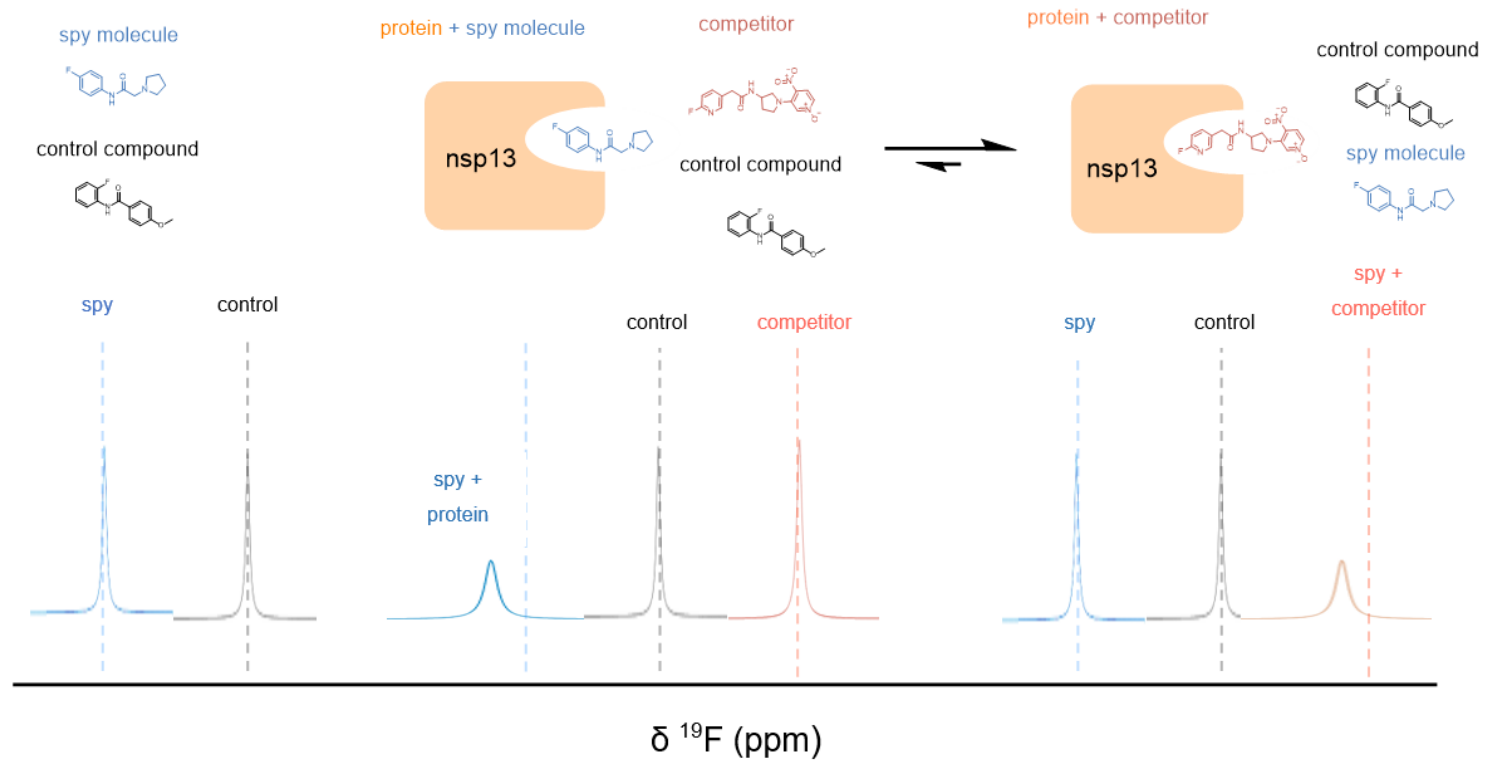 spy molecule
control compound
protein + spy molecule
nsp13
competitor
control compound
protein + competitor
nsp13
control compound
spy molecule
spy
control
spy +
protein
control
competitor
spy
control
spy +
competitor
δ ¹⁹F (ppm)